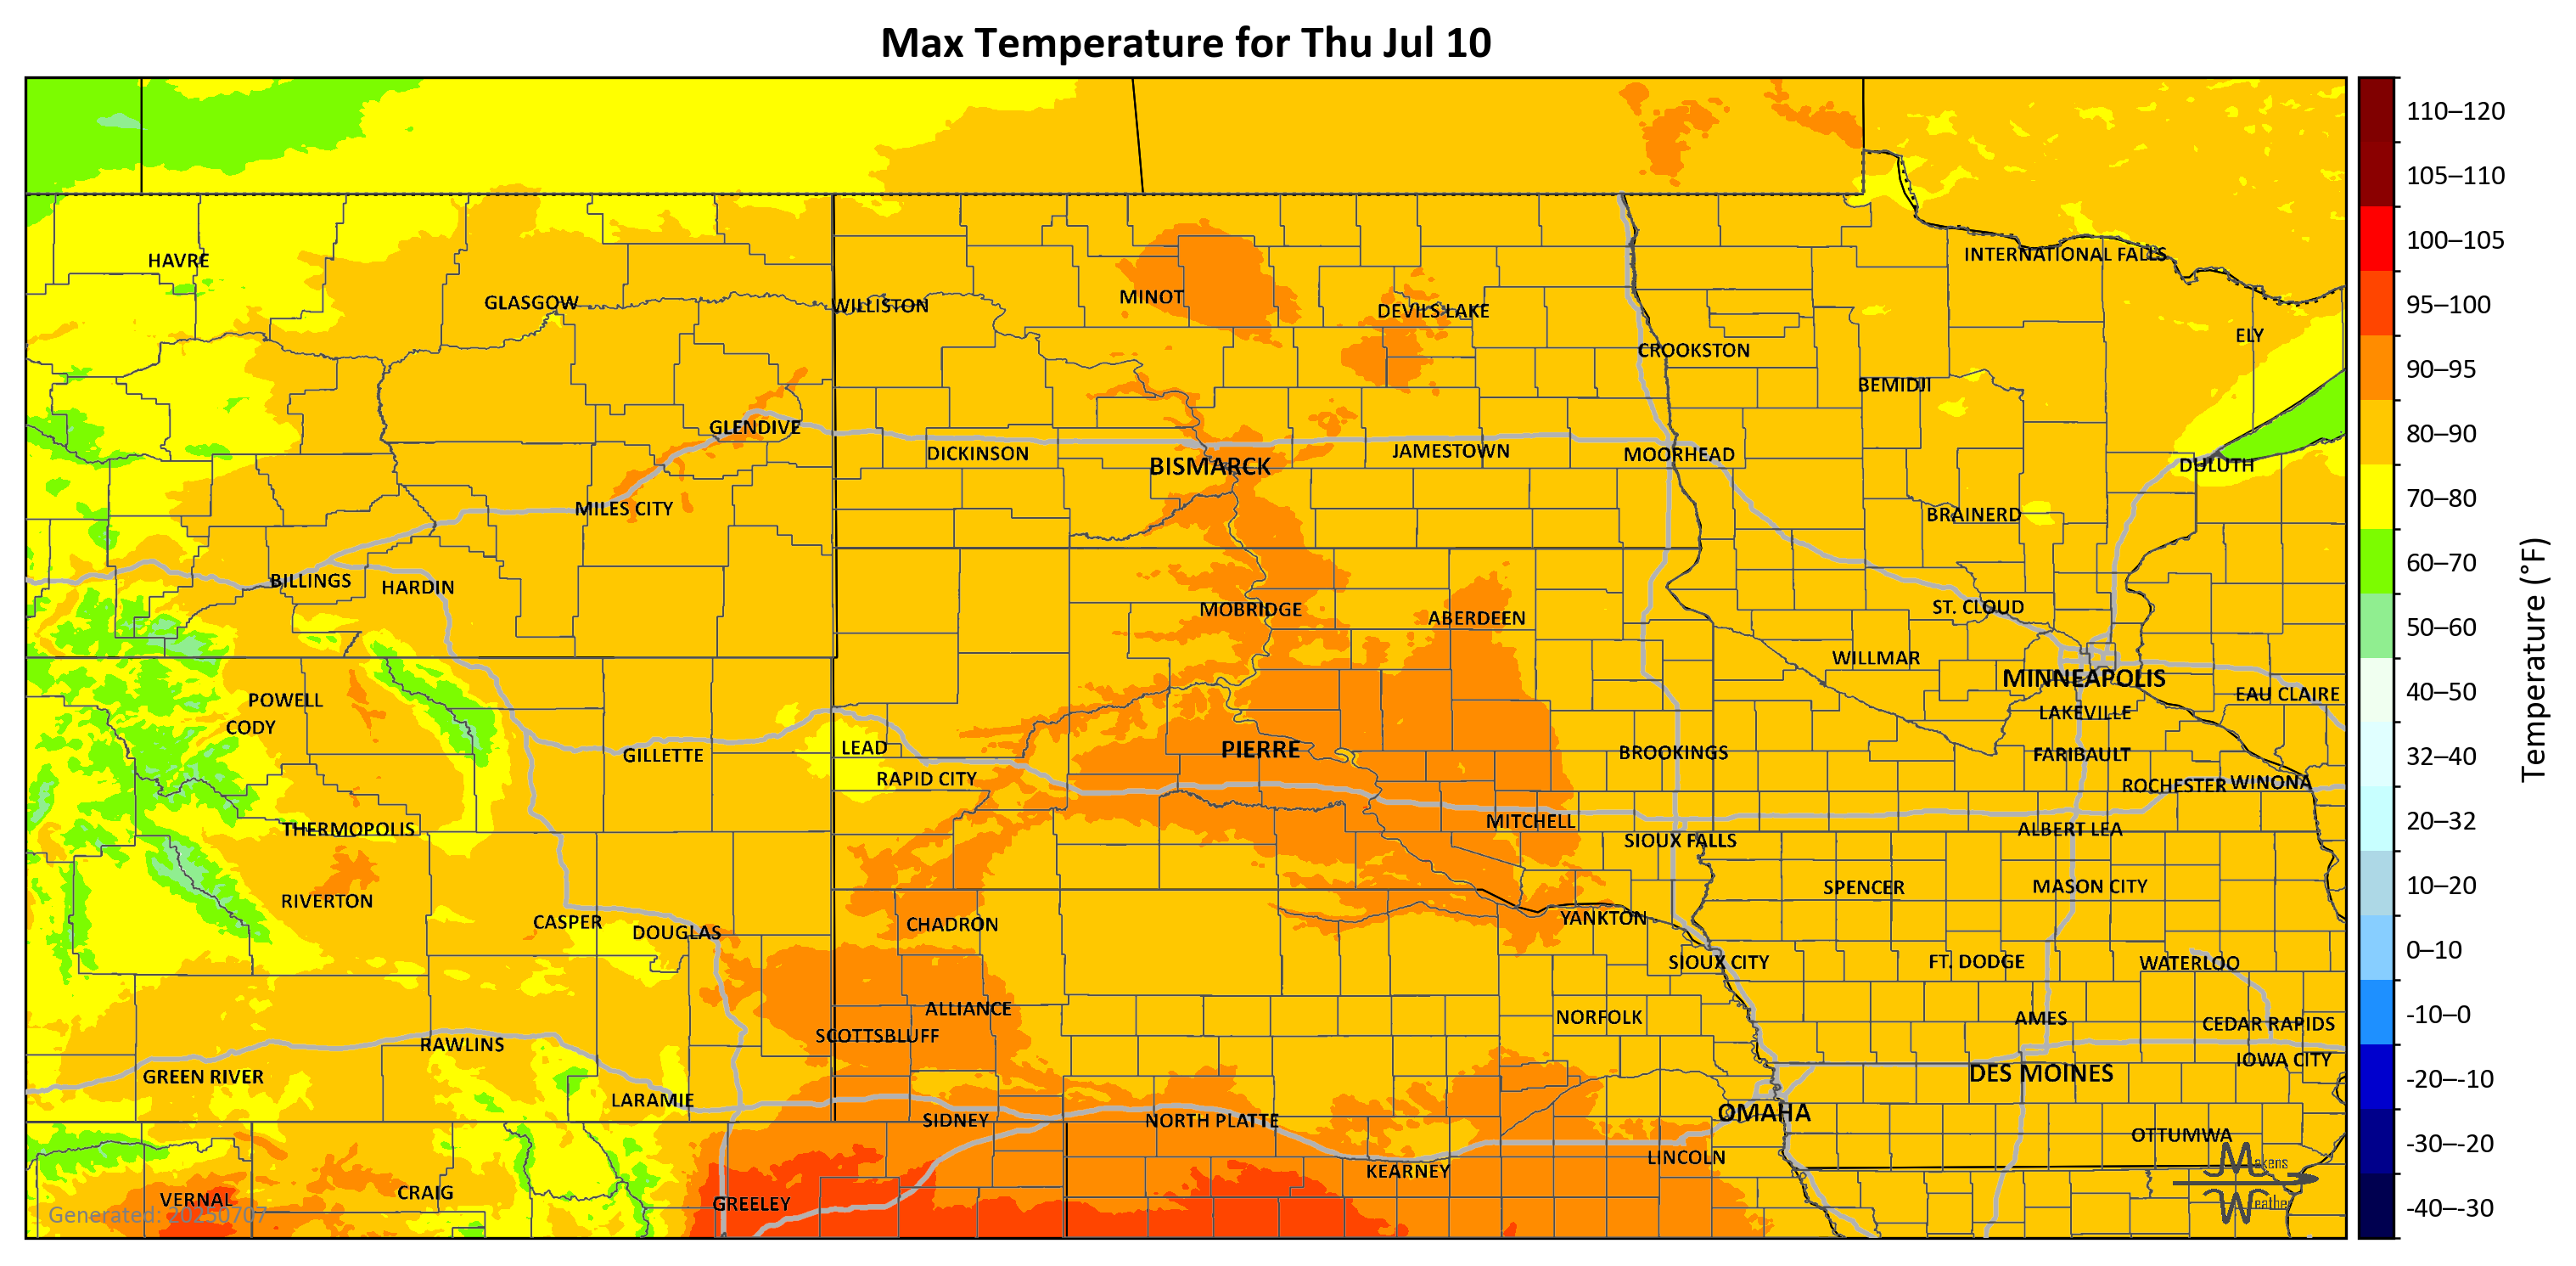 Max Temperature for Thu Jul 10
HAVRE
GLASGOW
WILLISTON
MINOT
DEVILS LAKE
INTERNATIONAL FALLS
CROOKSTON
ELY
BEMIDJI
GLENDIVE
DICKINSON
BISMARCK
JAMESTOWN
MOORHEAD
DULUTH
MILES CITY
BRAINERD
BILLINGS
HARDIN
MOBRIDGE
ABERDEEN
ST. CLOUD
WILLMAR
MINNEAPOLIS
EAU CLAIRE
POWELL
CODY
LAKEVILLE
GILLETTE
LEAD
PIERRE
BROOKINGS
FARIBAULT
RAPID CITY
ROCHESTER
WINONA
THERMOPOLIS
MITCHELL
SIOUX FALLS
ALBERT LEA
RIVERTON
SPENCER
MASON CITY
CASPER
DOUGLAS
CHADRON
YANKTON
SIOUX CITY
FT. DODGE
WATERLOO
ALLIANCE
NORFOLK
AMES
CEDAR RAPIDS
SCOTTSBLUFF
RAWLINS
IOWA CITY
GREEN RIVER
DES MOINES
LARAMIE
SIDNEY
NORTH PLATTE
OMAHA
OTTUMWA
KEARNEY
LINCOLN
VERNAL
CRAIG
GREELEY
Generated: 20250707
Makens
Weather
110–120
105–110
100–105
95–100
90–95
80–90
70–80
60–70
50–60
40–50
32–40
20–32
10–20
0–10
-10–0
-20–-10
-30–-20
-40–-30
Temperature (°F)